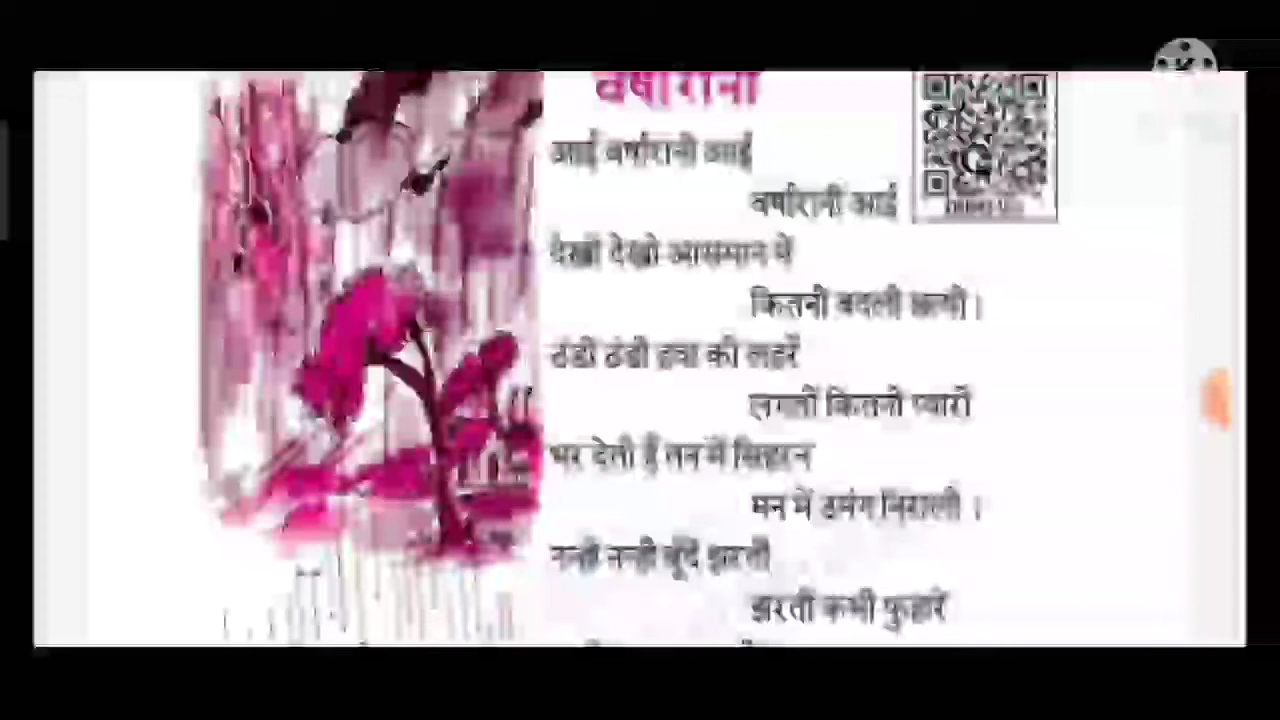 वर्षारानी
आई वर्षारानी आई
वर्षारानी आई
देखो देखो आसमान में
कितनी बदली छायी।
ठंडी ठंडी हवा की लहरें
लगतीं कितनी प्यारी
भर देती हैं तन में सिहरन
मन में उमंग निराली ।
नन्ही नन्ही बूँदें झरती
झरती कभी फुहारें